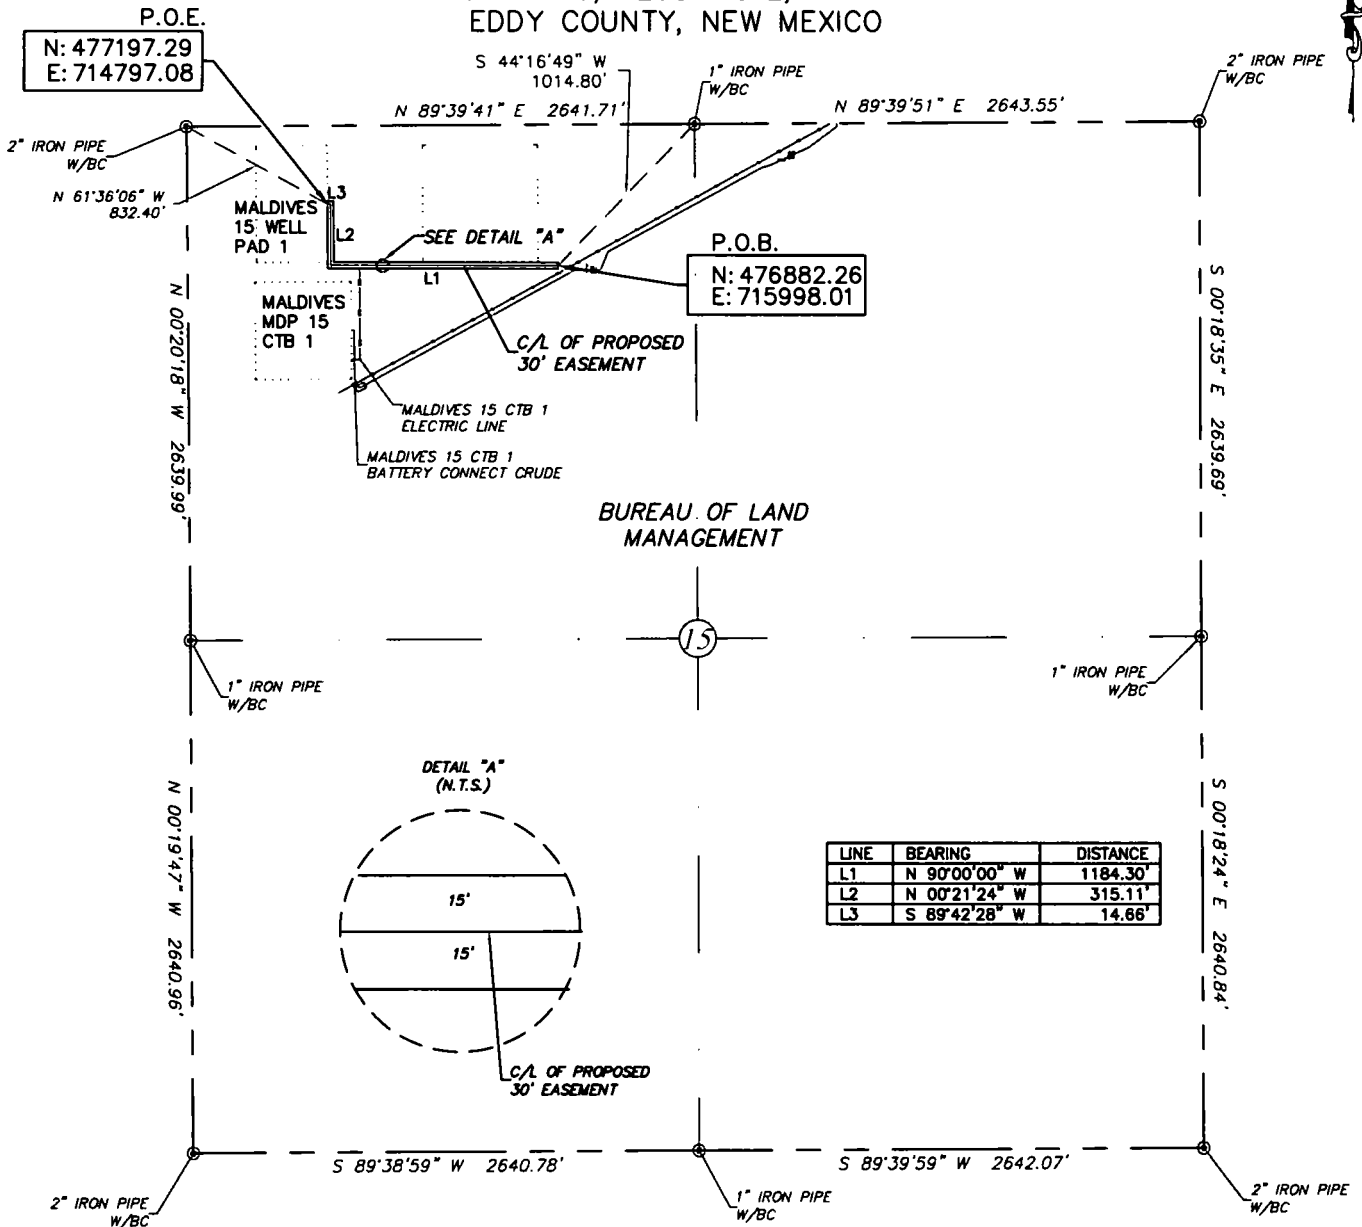 EDDY COUNTY, NEW MEXICO
P.O.E.
N: 477197.29
E: 714797.08
S 44°16'49" W
1014.80'
1" IRON PIPE
W/BC
2" IRON PIPE
W/BC
N 89°39'41" E 2641.71'
N 89°39'51" E 2643.55'
2" IRON PIPE
W/BC
N 61°36'06" W
832.40'
L3
MALDIVES
15 WELL
PAD 1
L2
SEE DETAIL "A"
L1
P.O.B.
N: 476882.26
E: 715998.01
MALDIVES
MDP 15
CTB 1
C/L OF PROPOSED
30' EASEMENT
N 00°20'18" W 2639.99'
S 00°18'35" E 2639.69'
MALDIVES 15 CTB 1
ELECTRIC LINE
MALDIVES 15 CTB 1
BATTERY CONNECT CRUDE
BUREAU OF LAND
MANAGEMENT
15
1" IRON PIPE
W/BC
1" IRON PIPE
W/BC
DETAIL "A"
(N.T.S.)
15'
15'
C/L OF PROPOSED
30' EASEMENT
N 00°19'47" W 2640.96'
S 00°18'24" E 2640.84'
LINE BEARING DISTANCE
L1 N 90°00'00" W 1184.30'
L2 N 00°21'24" W 315.11'
L3 S 89°42'28" W 14.66'
S 89°38'59" W 2640.78'
S 89°39'59" W 2642.07'
2" IRON PIPE
W/BC
1" IRON PIPE
W/BC
2" IRON PIPE
W/BC